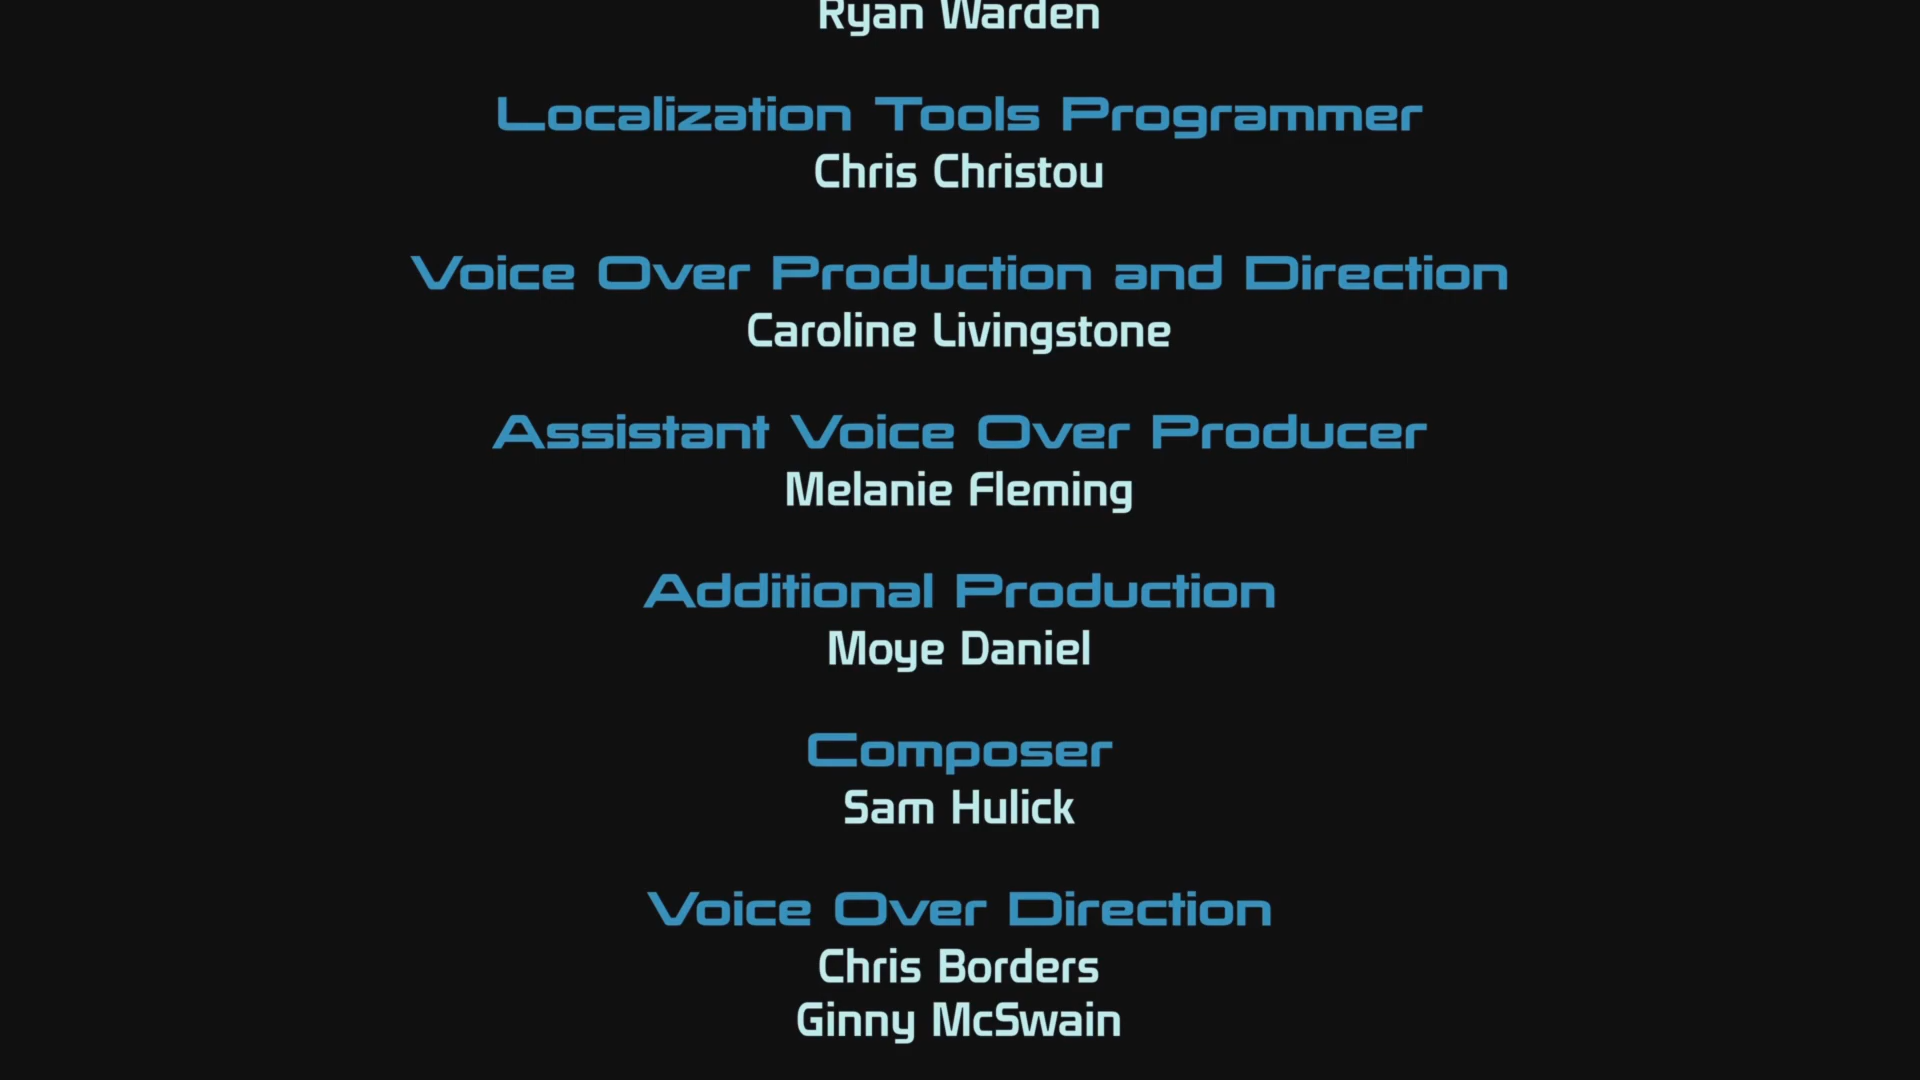 Ryan Warden
Localization Tools Programmer
Chris Christou
Voice Over Production and Direction
Caroline Livingstone
Assistant Voice Over Producer
Melanie Fleming
Additional Production
Moye Daniel
Composer
Sam Hulick
Voice Over Direction
Chris Borders
Ginny McSwain